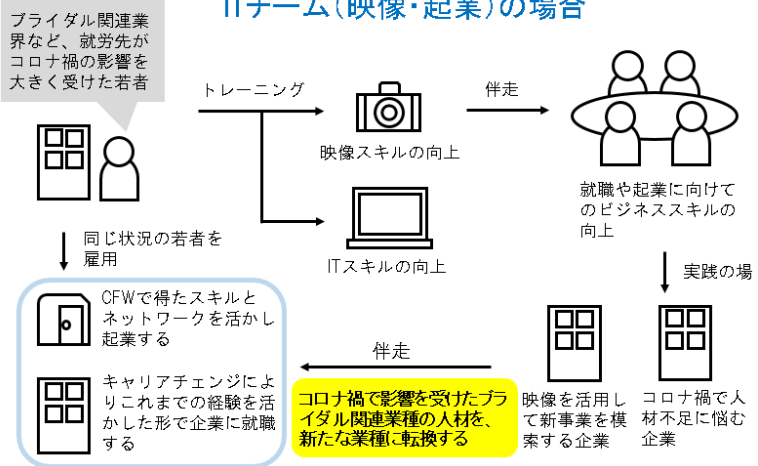 ITチーム(映像・起業)の場合
ブライダル関連業
界など、就労先が
コロナ禍の影響を
大きく受けた若者
トレーニング
映像スキルの向上
伴走
就職や起業に向けて
のビジネススキルの
向上
ITスキルの向上
同じ状況の若者を
雇用
実践の場
CFWで得たスキルと
ネットワークを活かし
起業する
キャリアチェンジによ
りこれまでの経験を活
かした形で企業に就職
する
伴走
コロナ禍で影響を受けたブラ
イダル関連業種の人材を、
新たな業種に転換する
映像を活用し
て新事業を模
索する企業
コロナ禍で人
材不足に悩む
企業